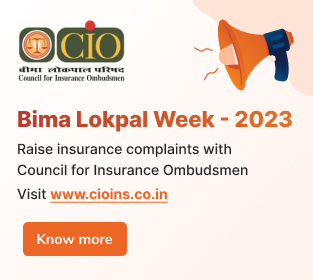 CIO
बीमा लोकपाल परिषद
Council for Insurance Ombudsmen
Bima Lokpal Week - 2023
Raise insurance complaints with
Council for Insurance Ombudsmen
Visit www.cioins.co.in
Know more